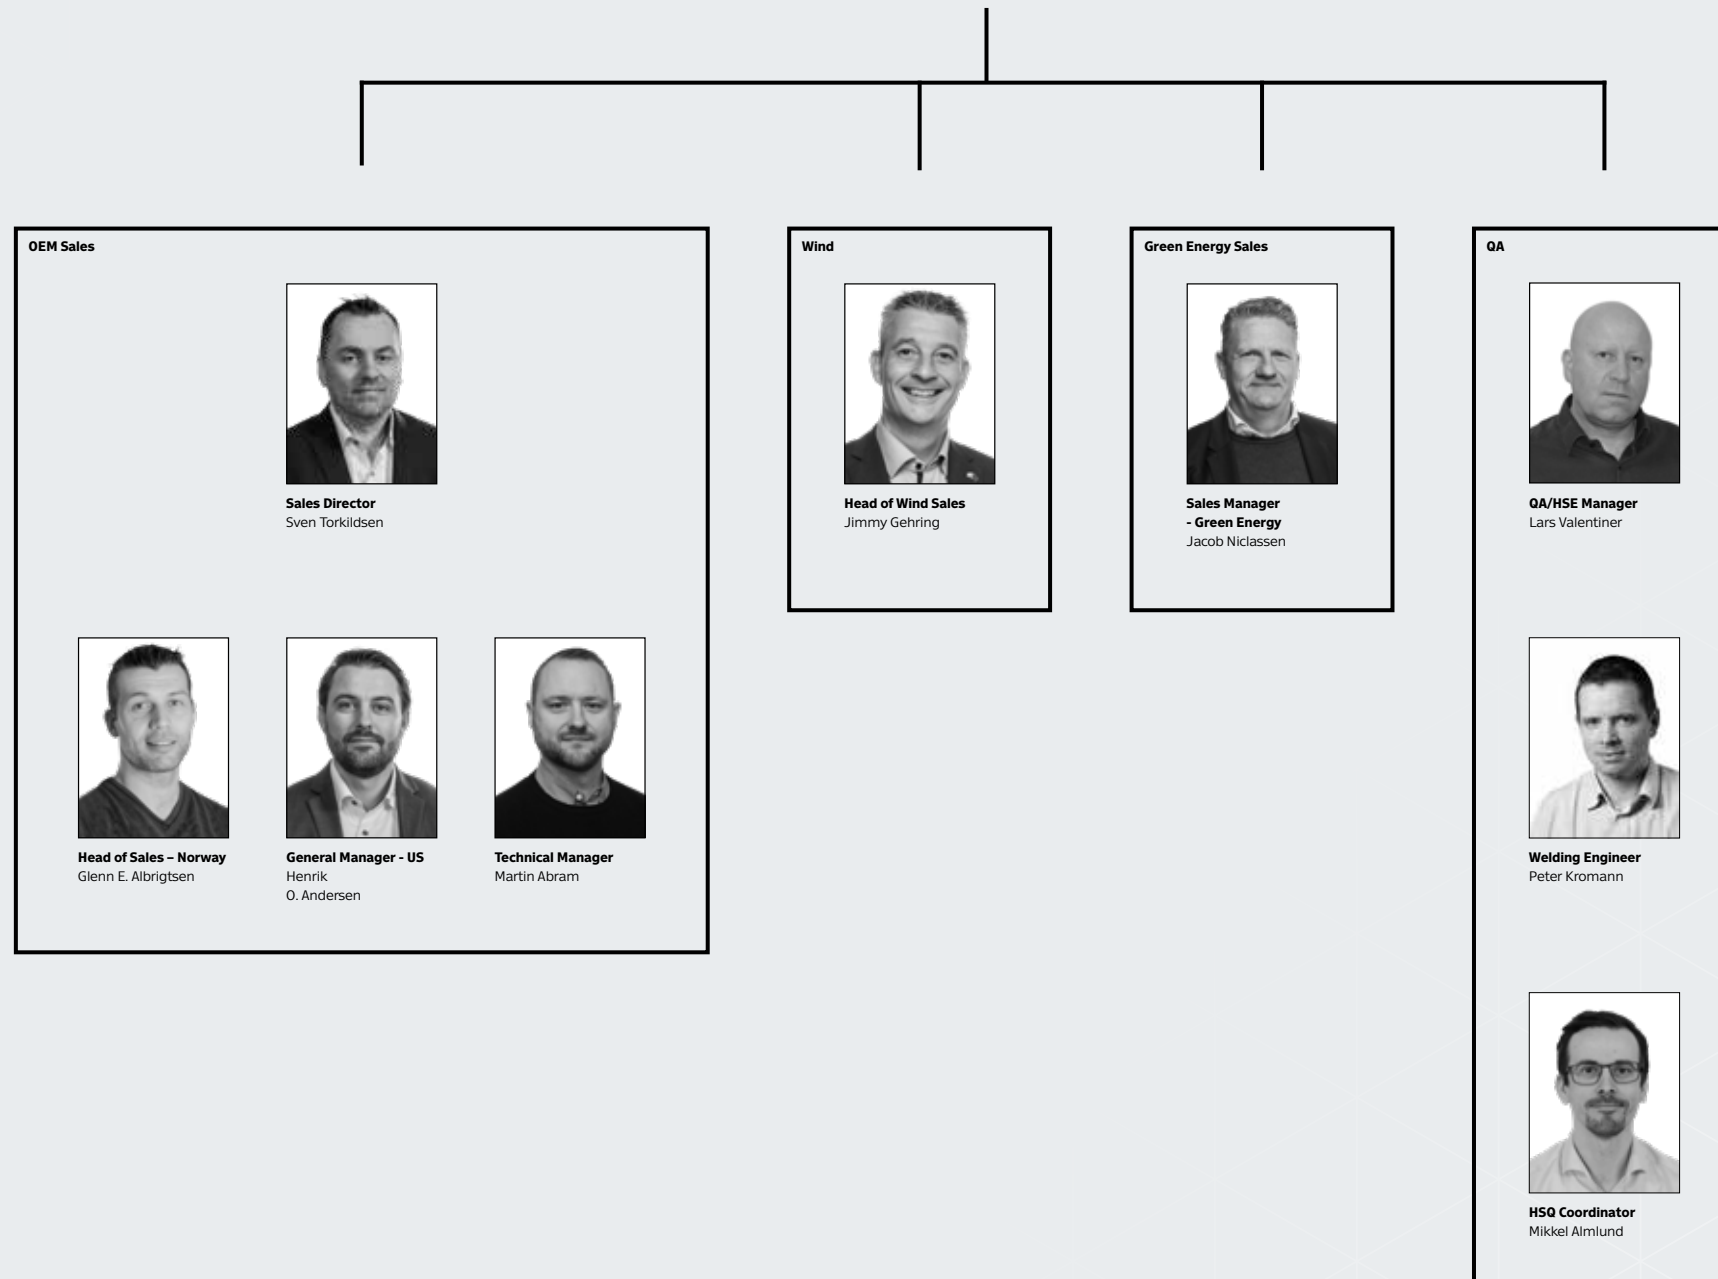 OEM Sales
Wind
Green Energy Sales
QA
Sales Director
Sven Torkildsen
Head of Wind Sales
Jimmy Gehring
Sales Manager
- Green Energy
Jacob Niclassen
QA/HSE Manager
Lars Valentiner
Head of Sales – Norway
Glenn E. Albrigtsen
General Manager - US
Henrik
O. Andersen
Technical Manager
Martin Abram
Welding Engineer
Peter Kromann
HSQ Coordinator
Mikkel Almlund